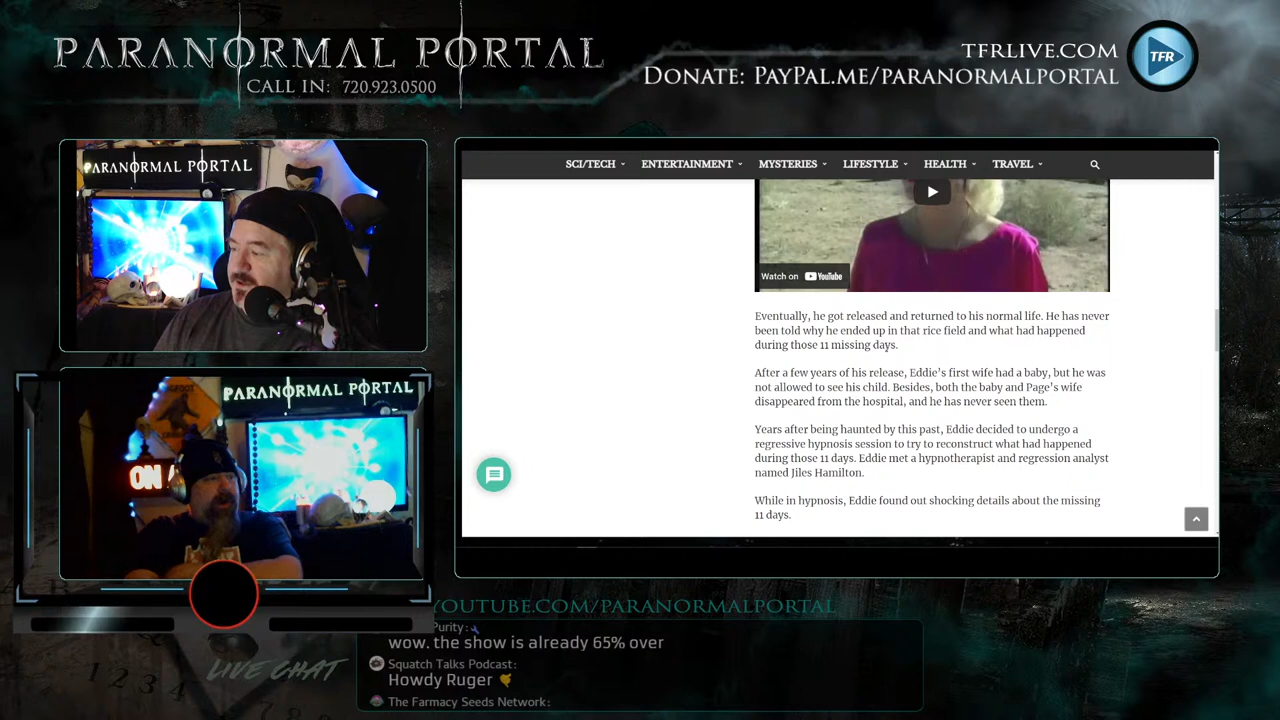 PARANORMAL PORTAL
CALL IN: 720.923.0500
TFRLIVE.COM
DONATE: PAYPAL.ME/PARANORMALPORTAL
TFR
PARANORMAL PORTAL
PARANORMAL PORTAL
BIGFOOT
ON
SCI/TECH
ENTERTAINMENT
MYSTERIES
LIFESTYLE
HEALTH
TRAVEL
Watch on YouTube
Eventually, he got released and returned to his normal life. He has never
been told why he ended up in that rice field and what had happened
during those 11 missing days.
After a few years of his release, Eddie's first wife had a baby, but he was
not allowed to see his child. Besides, both the baby and Page's wife
disappeared from the hospital, and he has never seen them.
Years after being haunted by this past, Eddie decided to undergo a
regressive hypnosis session to try to reconstruct what had happened
during those 11 days. Eddie met a hypnotherapist and regression analyst
named Jiles Hamilton.
While in hypnosis, Eddie found out shocking details about the missing
11 days.
YOUTUBE.COM/PARANORMALPORTAL
LIVE CHAT
1 2 3 4
Purity:
wow. the show is already 65% over
Squatch Talks Podcast:
Howdy Ruger
The Farmacy Seeds Network: